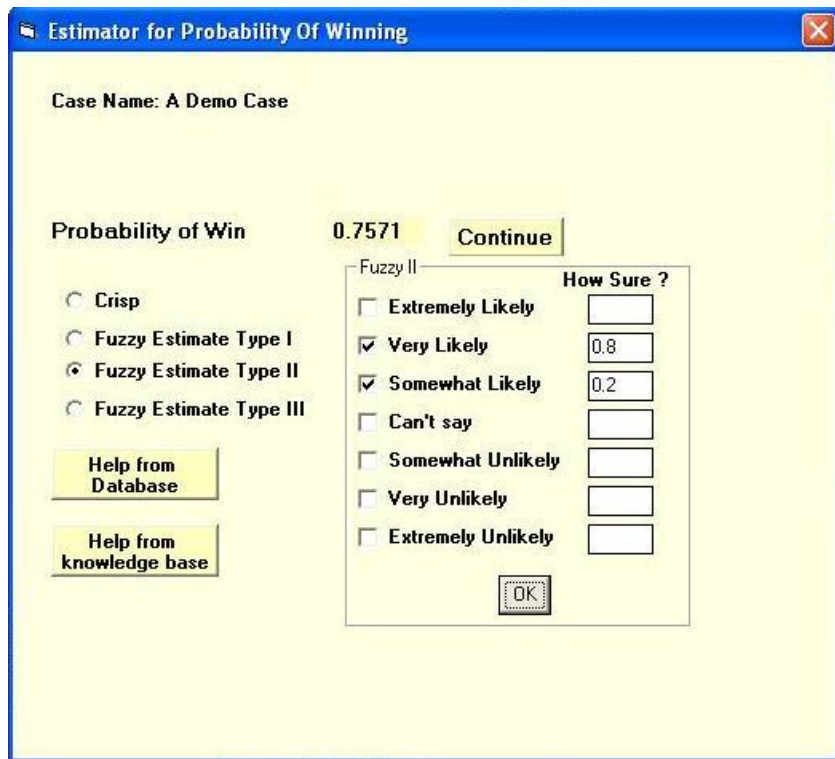 Estimator for Probability Of Winning
Case Name: A Demo Case
Probability of Win 0.7571 Continue
Crisp
Fuzzy Estimate Type I
Fuzzy Estimate Type II
Fuzzy Estimate Type III
Help from
Database
Help from
knowledge base
Fuzzy II
How Sure ?
Extremely Likely
Very Likely 0.8
Somewhat Likely 0.2
Can't say
Somewhat Unlikely
Very Unlikely
Extremely Unlikely
OK